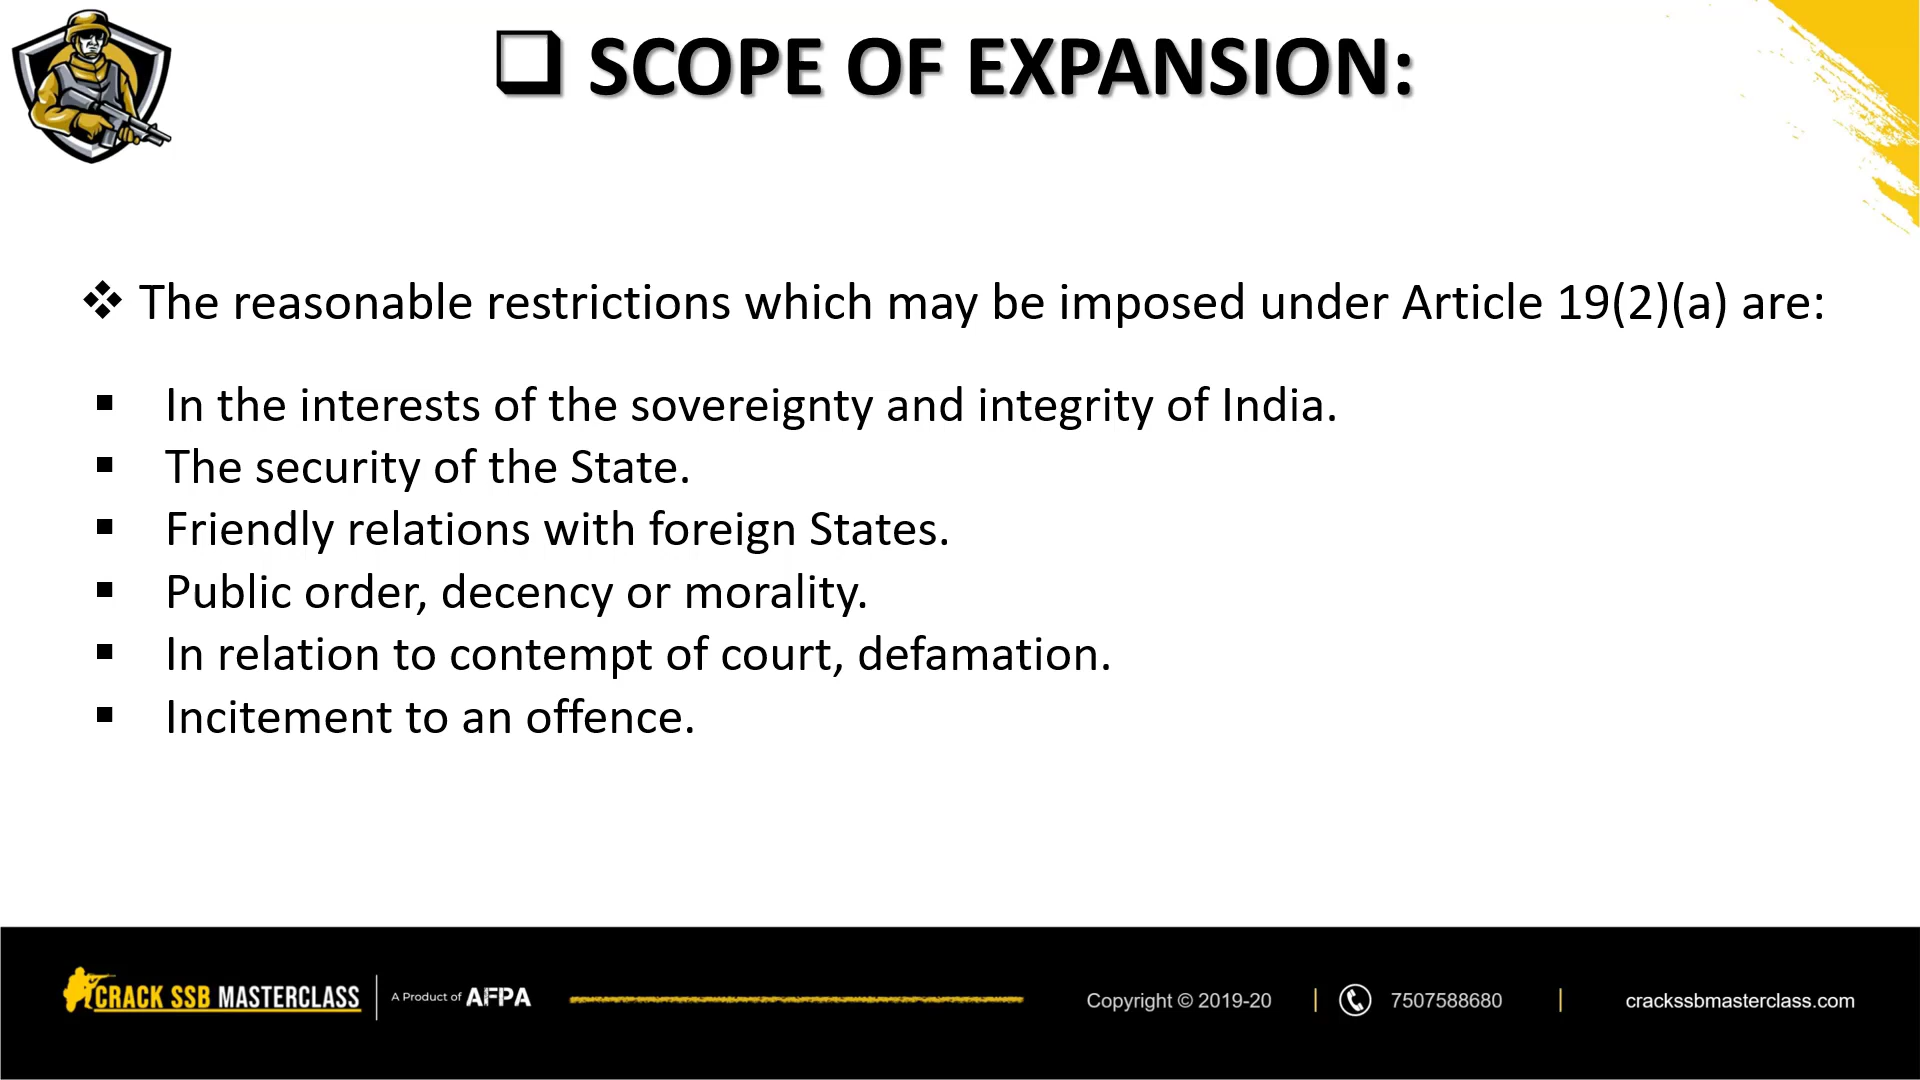 ❑ SCOPE OF EXPANSION:
❖ The reasonable restrictions which may be imposed under Article 19(2)(a) are:
▪ In the interests of the sovereignty and integrity of India.
▪ The security of the State.
▪ Friendly relations with foreign States.
▪ Public order, decency or morality.
▪ In relation to contempt of court, defamation.
▪ Incitement to an offence.
CRACK SSB MASTERCLASS | A Product of AFPA Copyright © 2019-20 | 7507588680 | crackssbmasterclass.com